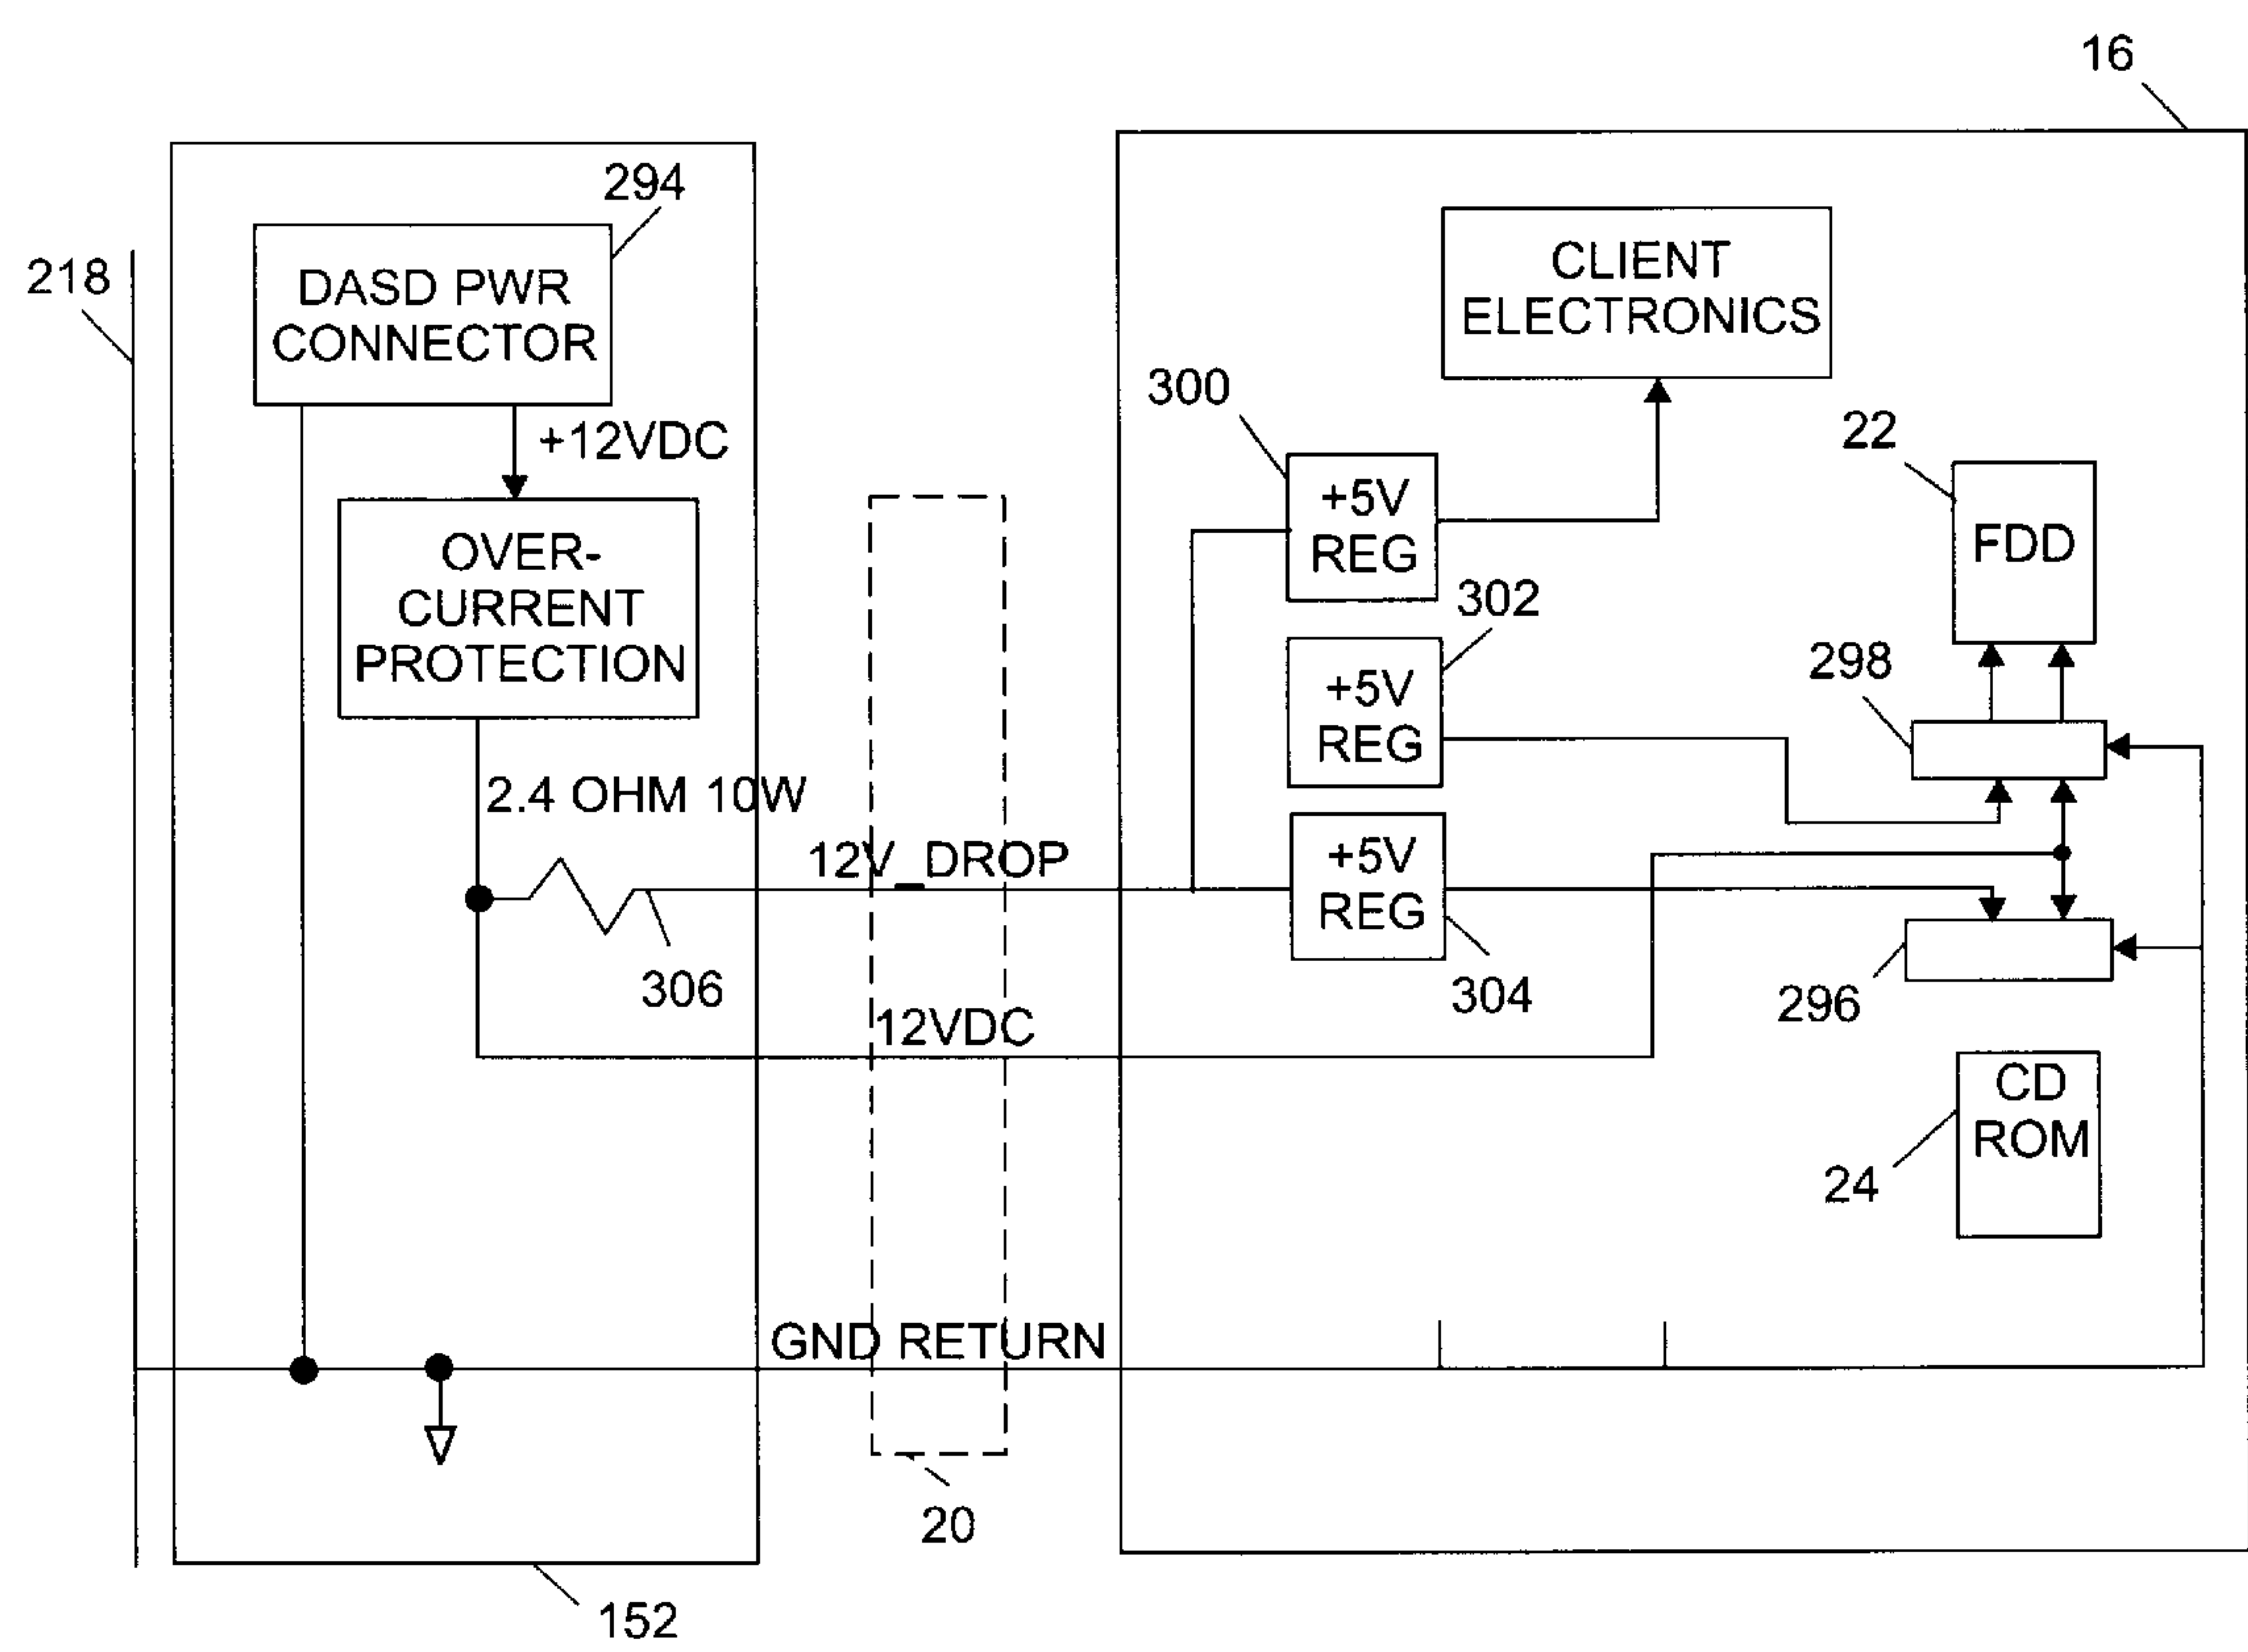 16
294
218
DASD PWR
CONNECTOR
CLIENT
ELECTRONICS
+12VDC
300
22
+5V
REG
FDD
OVER-
CURRENT
PROTECTION
302
+5V
REG
298
2.4 OHM 10W
12V_DROP
+5V
REG
306
304
296
12VDC
CD
ROM
24
GND RETURN
20
152